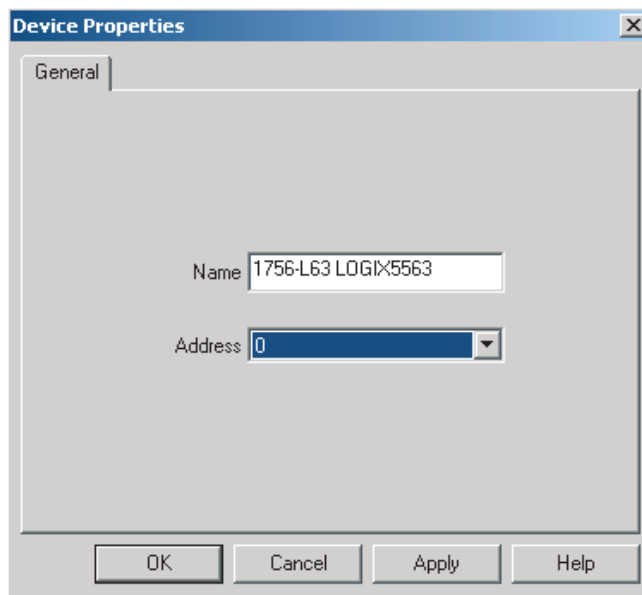 Device Properties
General
Name 1756-L63 LOGIX5563
Address 0
OK Cancel Apply Help